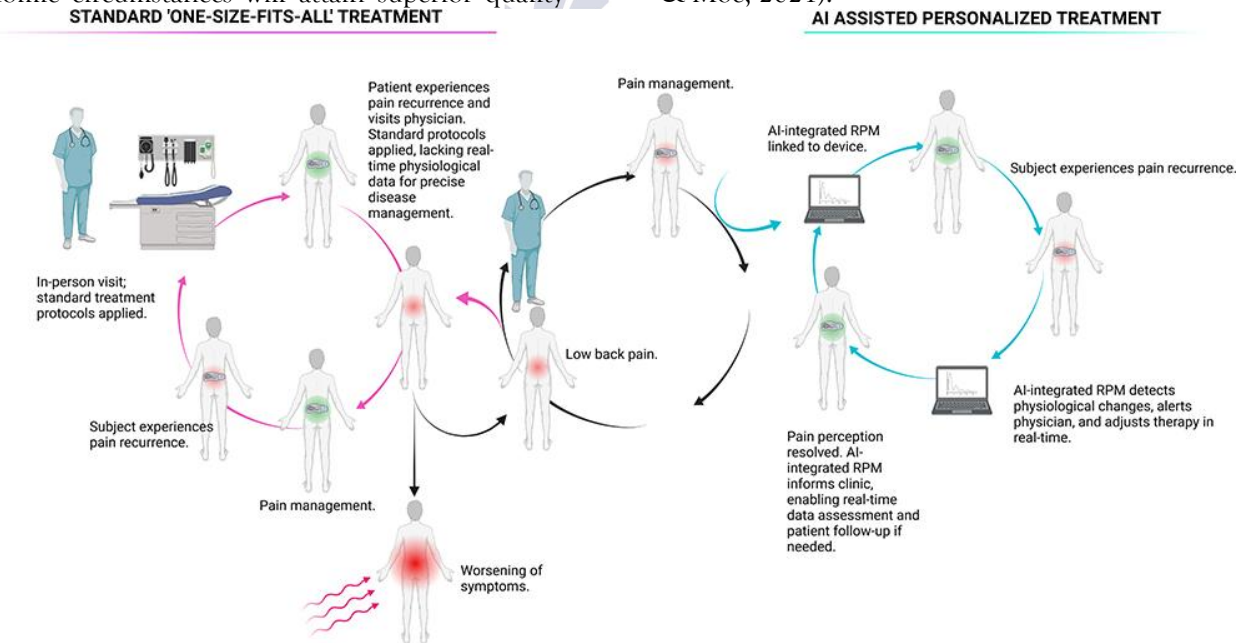 STANDARD 'ONE-SIZE-FITS-ALL' TREATMENT
AI ASSISTED PERSONALIZED TREATMENT
Patient experiences
pain recurrence and
visits physician.
Standard protocols
applied, lacking real-
time physiological
data for precise
disease
management.
In-person visit;
standard treatment
protocols applied.
Subject experiences
pain recurrence.
Pain management.
Worsening of
symptoms.
Low back pain.
Pain management.
AI-integrated RPM
linked to device.
Subject experiences pain recurrence.
AI-integrated RPM detects
physiological changes, alerts
physician, and adjusts therapy in
real-time.
Pain perception
resolved. AI-
integrated RPM
informs clinic,
enabling real-time
data assessment and
patient follow-up if
needed.